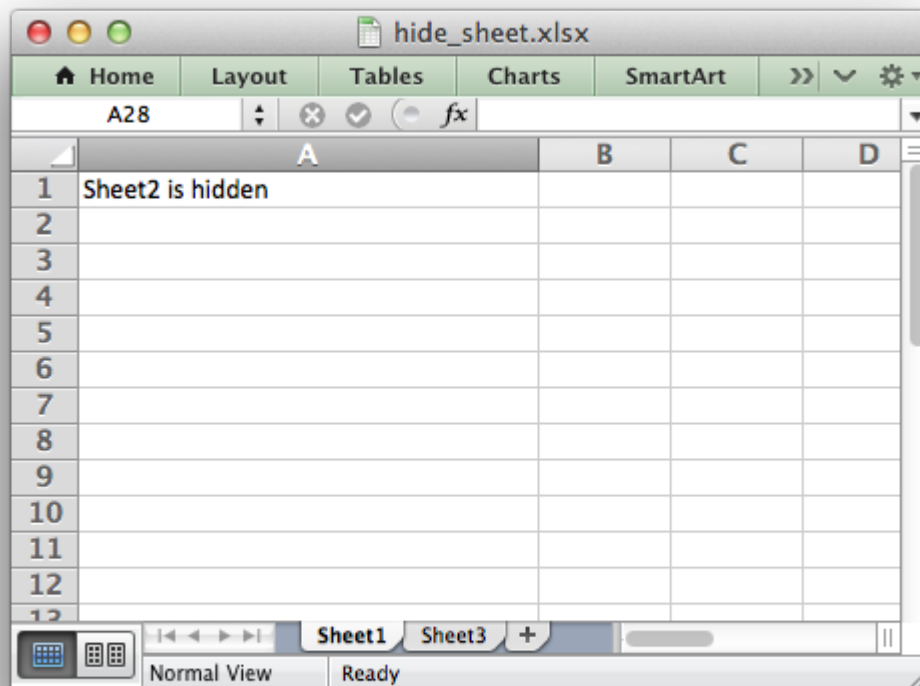 hide_sheet.xlsx
Home Layout Tables Charts SmartArt
A28 fx
A B C D
1 Sheet2 is hidden
2
3
4
5
6
7
8
9
10
11
12
13
Sheet1 Sheet3 +
Normal View Ready